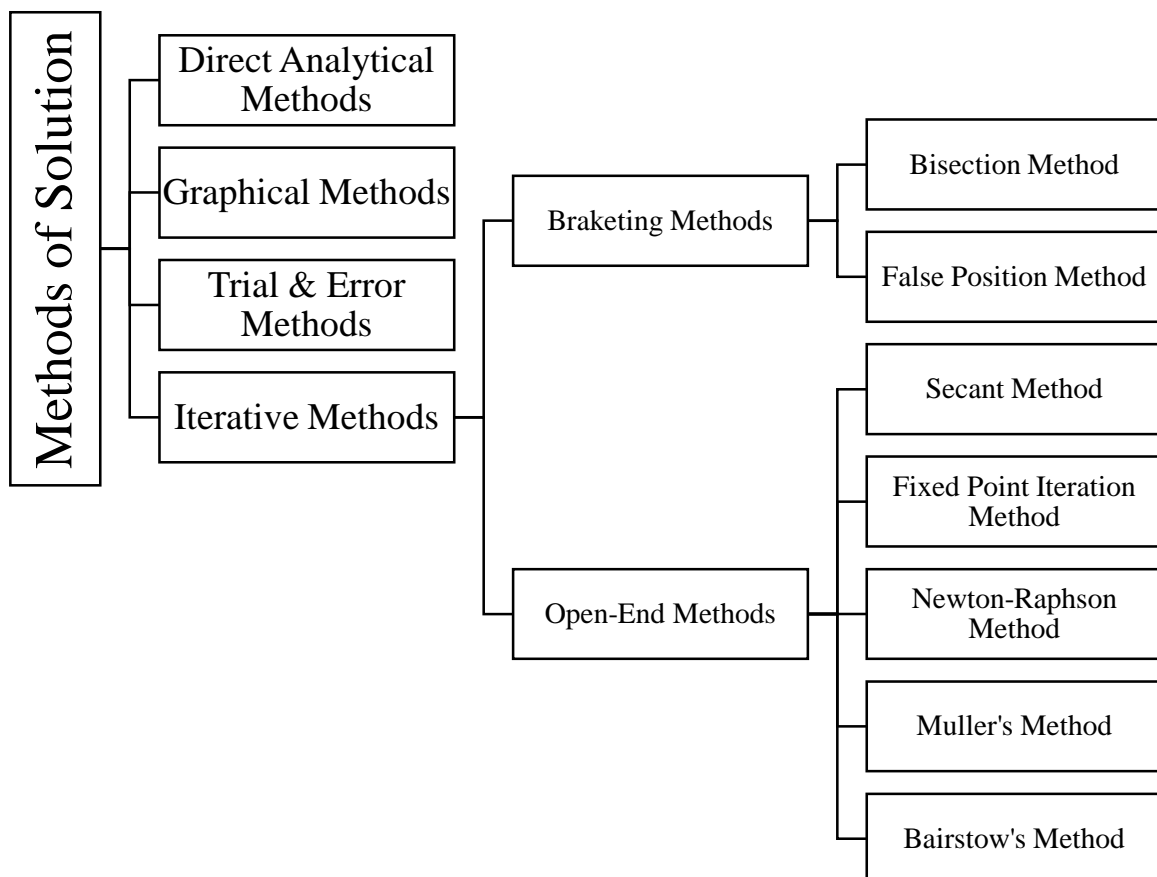 Methods of Solution
Direct Analytical
Methods
Graphical Methods
Trial & Error
Methods
Iterative Methods
Braketing Methods
Open-End Methods
Bisection Method
False Position Method
Secant Method
Fixed Point Iteration
Method
Newton-Raphson
Method
Muller's Method
Bairstow's Method